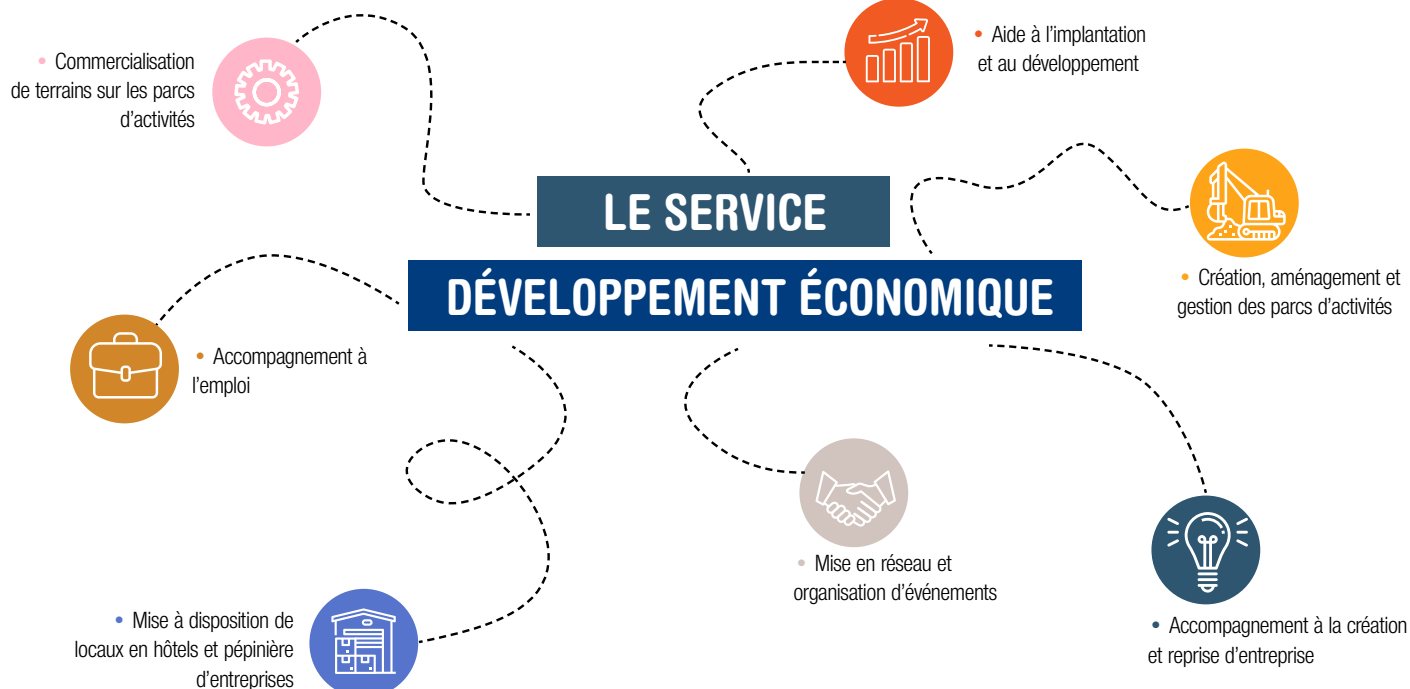 • Commercialisation
de terrains sur les parcs
d'activités
• Aide à l'implantation
et au développement
LE SERVICE
DÉVELOPPEMENT ÉCONOMIQUE
• Création, aménagement et
gestion des parcs d'activités
• Accompagnement à
l'emploi
• Mise en réseau et
organisation d'événements
• Mise à disposition de
locaux en hôtels et pépinière
d'entreprises
• Accompagnement à la création
et reprise d'entreprise